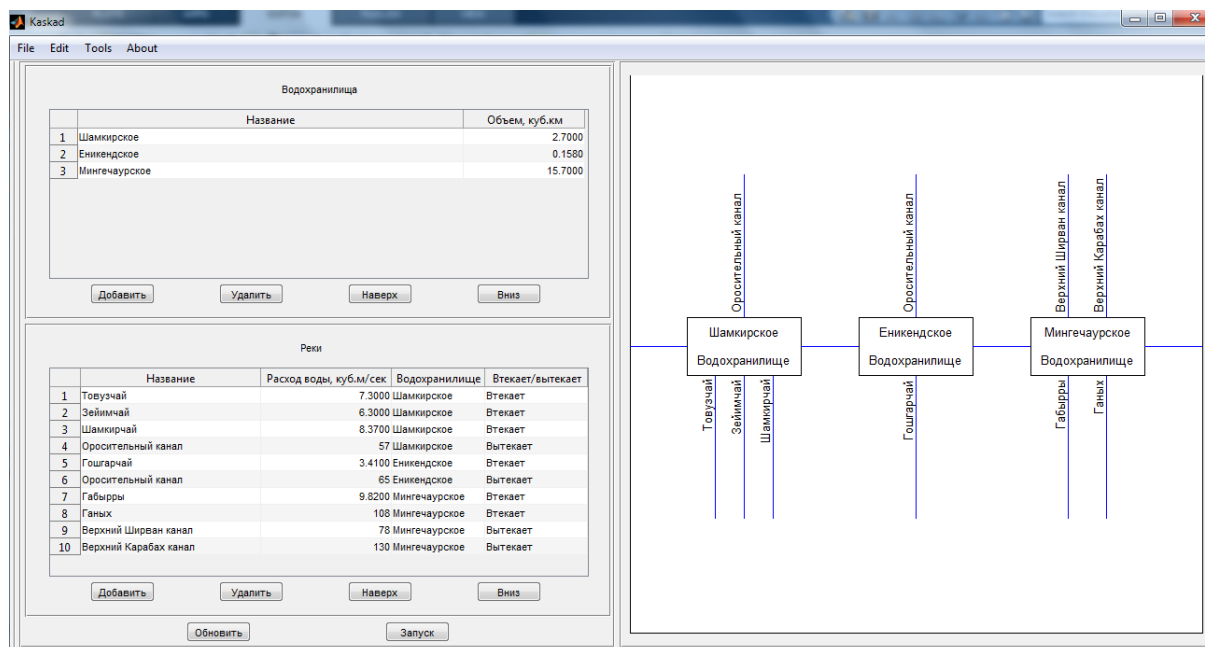 Kaskad
File Edit Tools About
Водохранилища
Название Объем, куб.км
1 Шамкирское 2.7000
2 Еникендское 0.1580
3 Мингечаурское 15.7000
Добавить Удалить Наверх Вниз
Реки
Название Расход воды, куб.м/сек Водохранилище Втекает/вытекает
1 Товузчай 7.3000 Шамкирское Втекает
2 Зейимчай 6.3000 Шамкирское Втекает
3 Шамкирчай 8.3700 Шамкирское Втекает
4 Оросительный канал 57 Шамкирское Вытекает
5 Гошгарчай 3.4100 Еникендское Втекает
6 Оросительный канал 65 Еникендское Вытекает
7 Габырры 9.8200 Мингечаурское Втекает
8 Ганых 108 Мингечаурское Втекает
9 Верхний Ширван канал 78 Мингечаурское Вытекает
10 Верхний Карабах канал 130 Мингечаурское Вытекает
Добавить Удалить Наверх Вниз
Обновить Запуск
Оросительный канал
Оросительный канал
Верхний Ширван канал
Верхний Карабах канал
Шамкирское
Водохранилище
Еникендское
Водохранилище
Мингечаурское
Водохранилище
Товузчай
Зейимчай
Шамкирчай
Гошгарчай
Габырры
Ганых